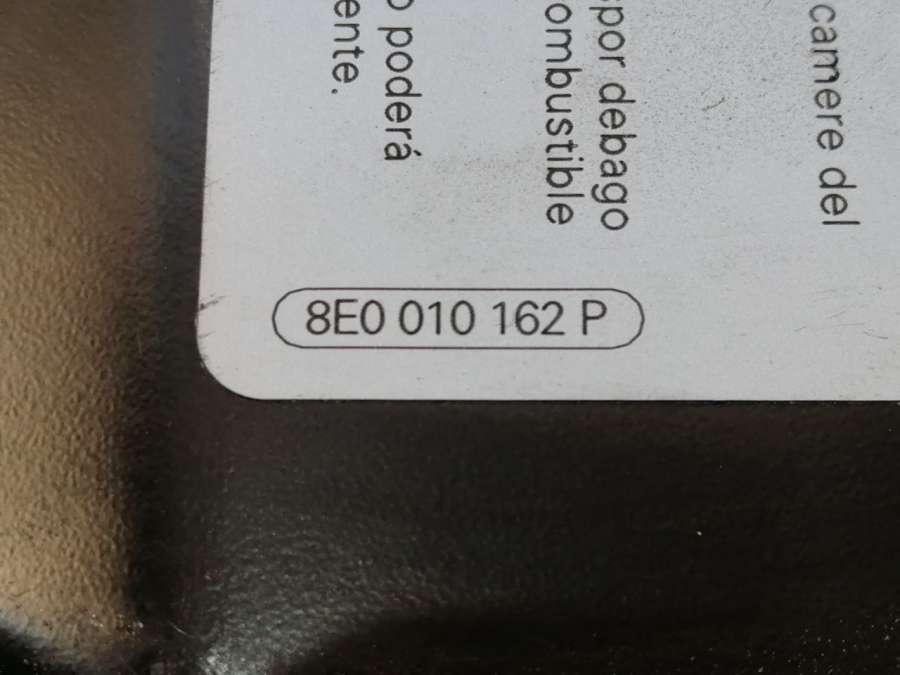 camere del
por debago
ombustible
o poderá
ente.
8E0 010 162 P